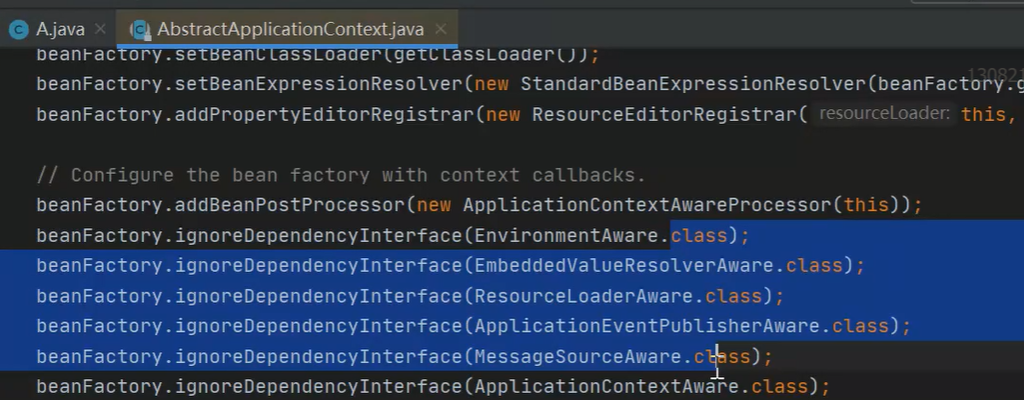 A.java
AbstractApplicationContext.java
beanFactory.setBeanClassLoader(getClassLoader());
beanFactory.setBeanExpressionResolver(new StandardBeanExpressionResolver(beanFactory.g
130821
beanFactory.addPropertyEditorRegistrar(new ResourceEditorRegistrar( resourceLoader: this,
// Configure the bean factory with context callbacks.
beanFactory.addBeanPostProcessor(new ApplicationContextAwareProcessor(this));
beanFactory.ignoreDependencyInterface(EnvironmentAware.class);
beanFactory.ignoreDependencyInterface(EmbeddedValueResolverAware.class);
beanFactory.ignoreDependencyInterface(ResourceLoaderAware.class);
beanFactory.ignoreDependencyInterface(ApplicationEventPublisherAware.class);
beanFactory.ignoreDependencyInterface(MessageSourceAware.class);
beanFactory.ignoreDependencyInterface(ApplicationContextAware.class);